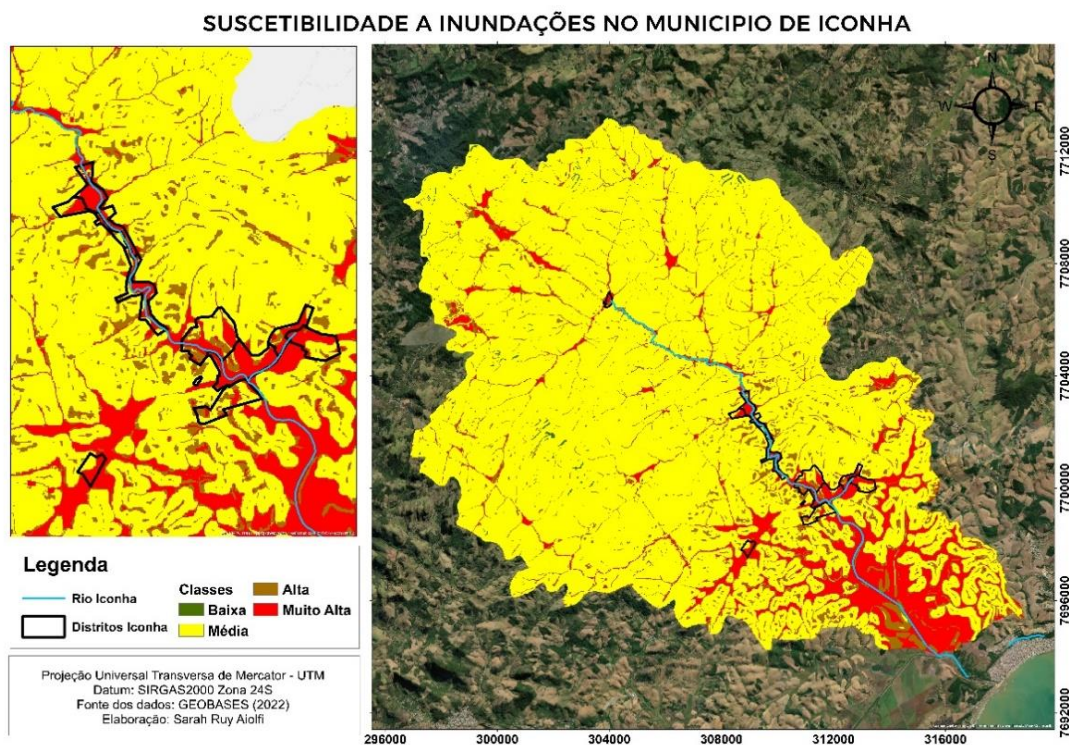 SUSCETIBILIDADE A INUNDAÇÕES NO MUNICIPIO DE ICONHA
N
W E
S
7712000
7708000
7704000
7700000
7696000
7692000
Legenda
Rio Iconha
Distritos Iconha
Classes
Baixa
Média
Alta
Muito Alta
Projeção Universal Transversa de Mercator - UTM
Datum: SIRGAS2000 Zona 24S
Fonte dos dados: GEOBASES (2022)
Elaboração: Sarah Ruy Aiolfi
296000 300000 304000 308000 312000 316000